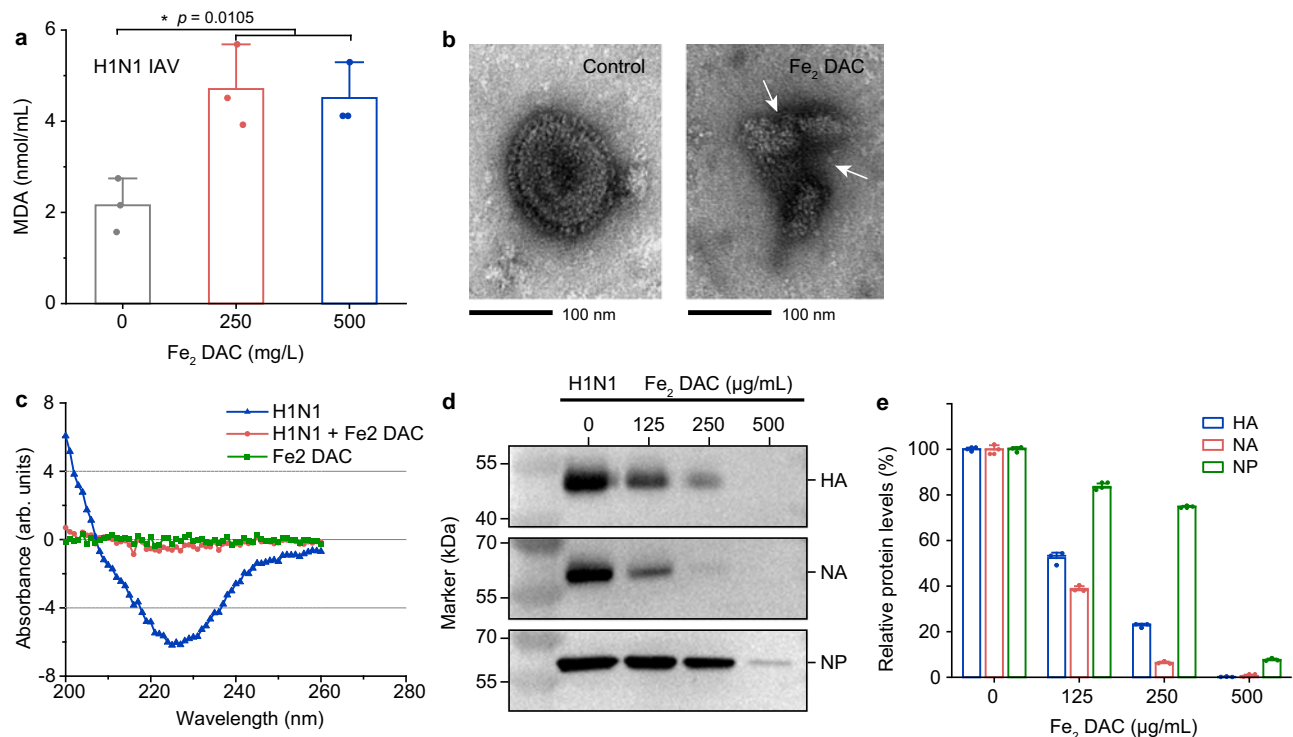 a
* p = 0.0105
H1N1 IAV
MDA (nmol/mL)
6
4
2
0
0 250 500
Fe₂ DAC (mg/L)
b
Control
Fe₂ DAC
100 nm
100 nm
c
H1N1
H1N1 + Fe2 DAC
Fe2 DAC
Absorbance (arb. units)
8
4
0
-4
-8
200 220 240 260 280
Wavelength (nm)
d
H1N1 Fe₂ DAC (µg/mL)
0 125 250 500
Marker (kDa)
55
40
HA
70
55
NA
70
55
NP
e
HA
NA
NP
Relative protein levels (%)
100
80
60
40
20
0
0 125 250 500
Fe₂ DAC (µg/mL)